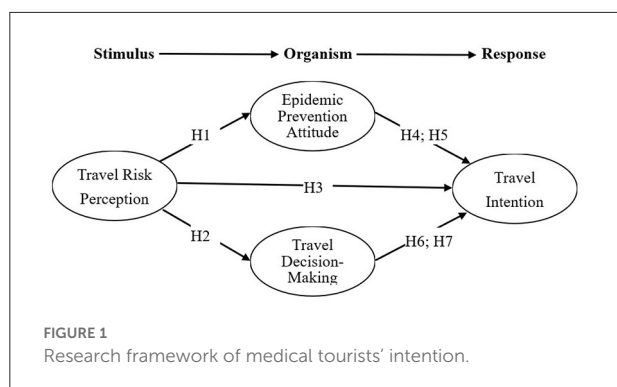 Stimulus Organism Response
Epidemic
Prevention
Attitude
H1
H4; H5
Travel Risk
Perception
H3
Travel
Intention
H2
Travel
Decision-
Making
H6; H7
FIGURE 1
Research framework of medical tourists' intention.